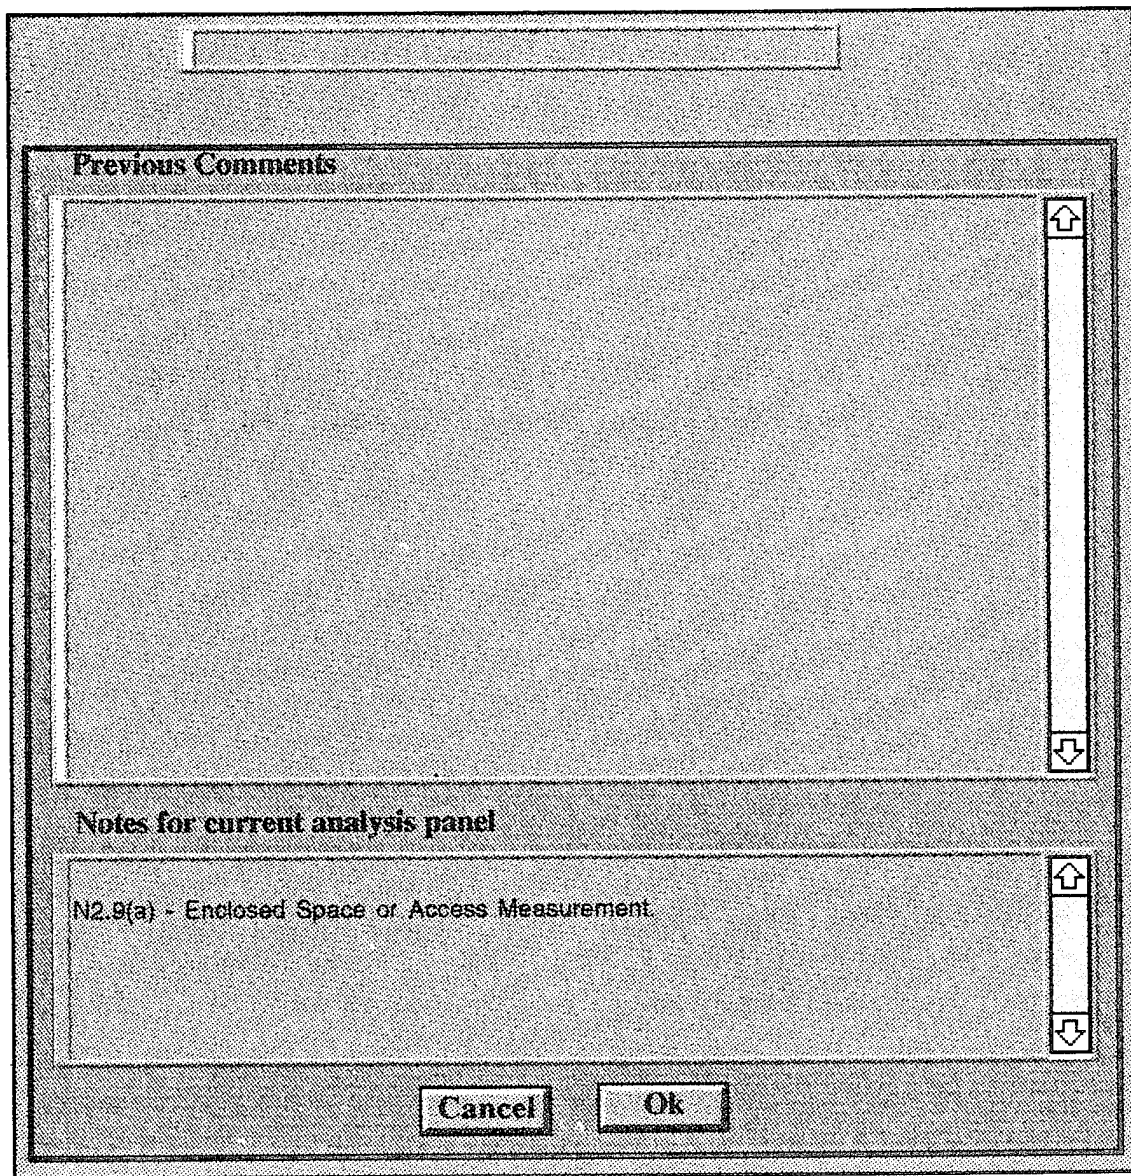 Previous Comments
Notes for current analysis panel
N2.9(a) - Enclosed Space or Access Measurement.
Cancel
Ok